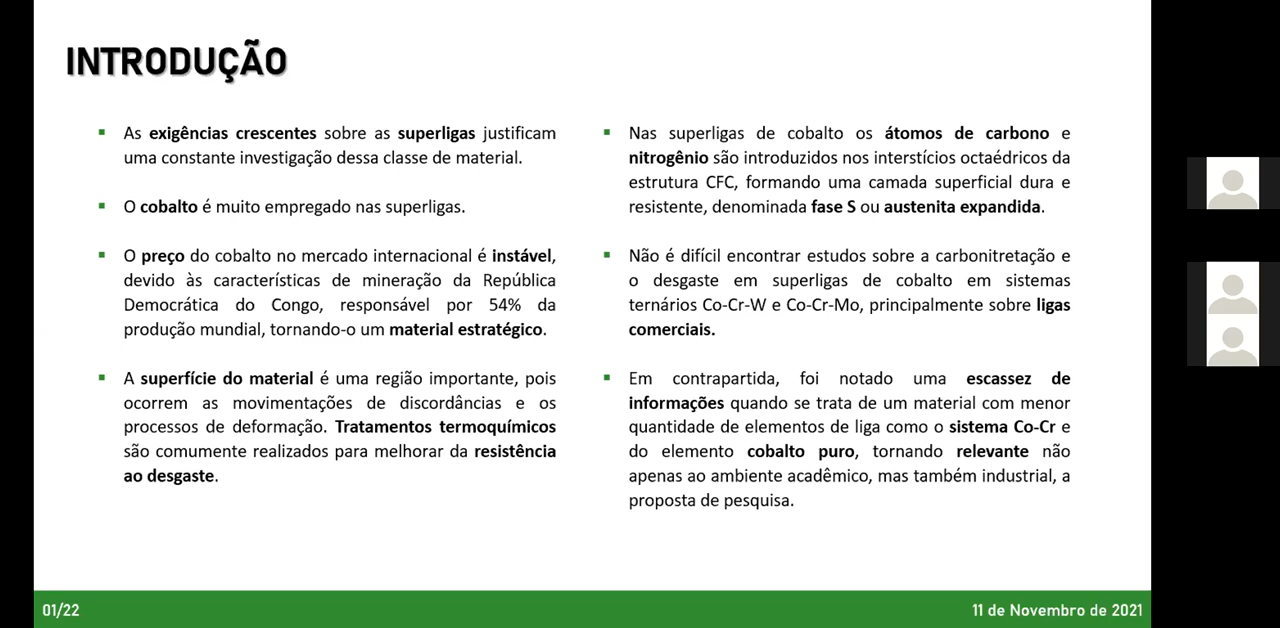 INTRODUÇÃO
As exigências crescentes sobre as superligas justificam
uma constante investigação dessa classe de material.
O cobalto é muito empregado nas superligas.
O preço do cobalto no mercado internacional é instável,
devido às características de mineração da República
Democrática do Congo, responsável por 54% da
produção mundial, tornando-o um material estratégico.
A superfície do material é uma região importante, pois
ocorrem as movimentações de discordâncias e os
processos de deformação. Tratamentos termoquímicos
são comumente realizados para melhorar da resistência
ao desgaste.
Nas superligas de cobalto os átomos de carbono e
nitrogênio são introduzidos nos interstícios octaédricos da
estrutura CFC, formando uma camada superficial dura e
resistente, denominada fase S ou austenita expandida.
Não é difícil encontrar estudos sobre a carbonitretação e
o desgaste em superligas de cobalto em sistemas
ternários Co-Cr-W e Co-Cr-Mo, principalmente sobre ligas
comerciais.
Em contrapartida, foi notado uma escassez de
informações quando se trata de um material com menor
quantidade de elementos de liga como o sistema Co-Cr e
do elemento cobalto puro, tornando relevante não
apenas ao ambiente acadêmico, mas também industrial, a
proposta de pesquisa.
01/22
11 de Novembro de 2021